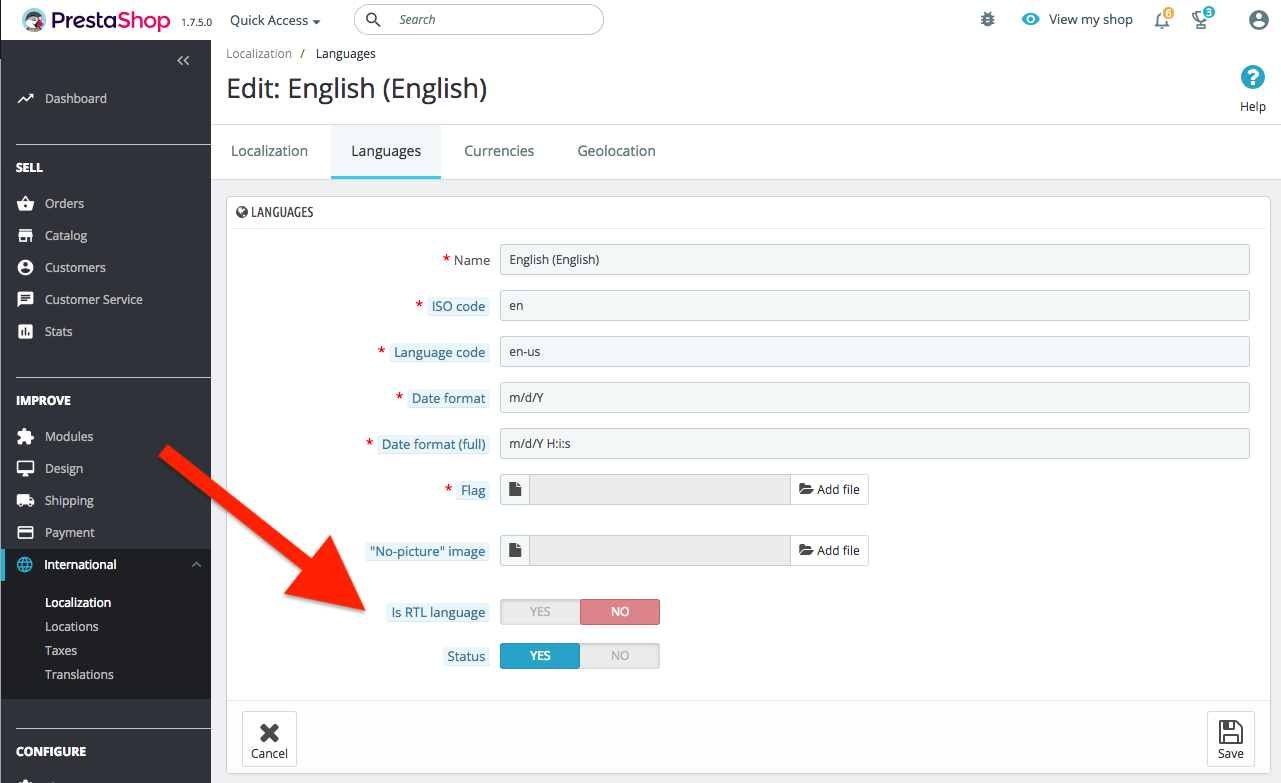 PrestaShop 1.7.5.0 Quick Access Search View my shop 6 3
Localization / Languages
Edit: English (English)
? Help
Localization Languages Currencies Geolocation
Dashboard
SELL
Orders
Catalog
Customers
Customer Service
Stats
IMPROVE
Modules
Design
Shipping
Payment
International
Localization
Locations
Taxes
Translations
CONFIGURE
LANGUAGES
* Name English (English)
* ISO code en
* Language code en-us
* Date format m/d/Y
* Date format (full) m/d/Y H:i:s
* Flag Add file
"No-picture" image Add file
Is RTL language YES NO
Status YES NO
Cancel Save